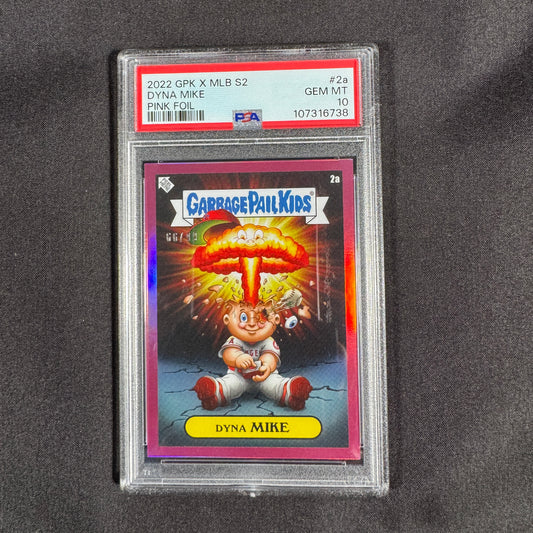 2022 GPK X MLB S2 #2a
DYNA MIKE GEM MT
PINK FOIL 10
PSA 107316738
2a
GARBAGE PAIL KIDS
DYNA MIKE